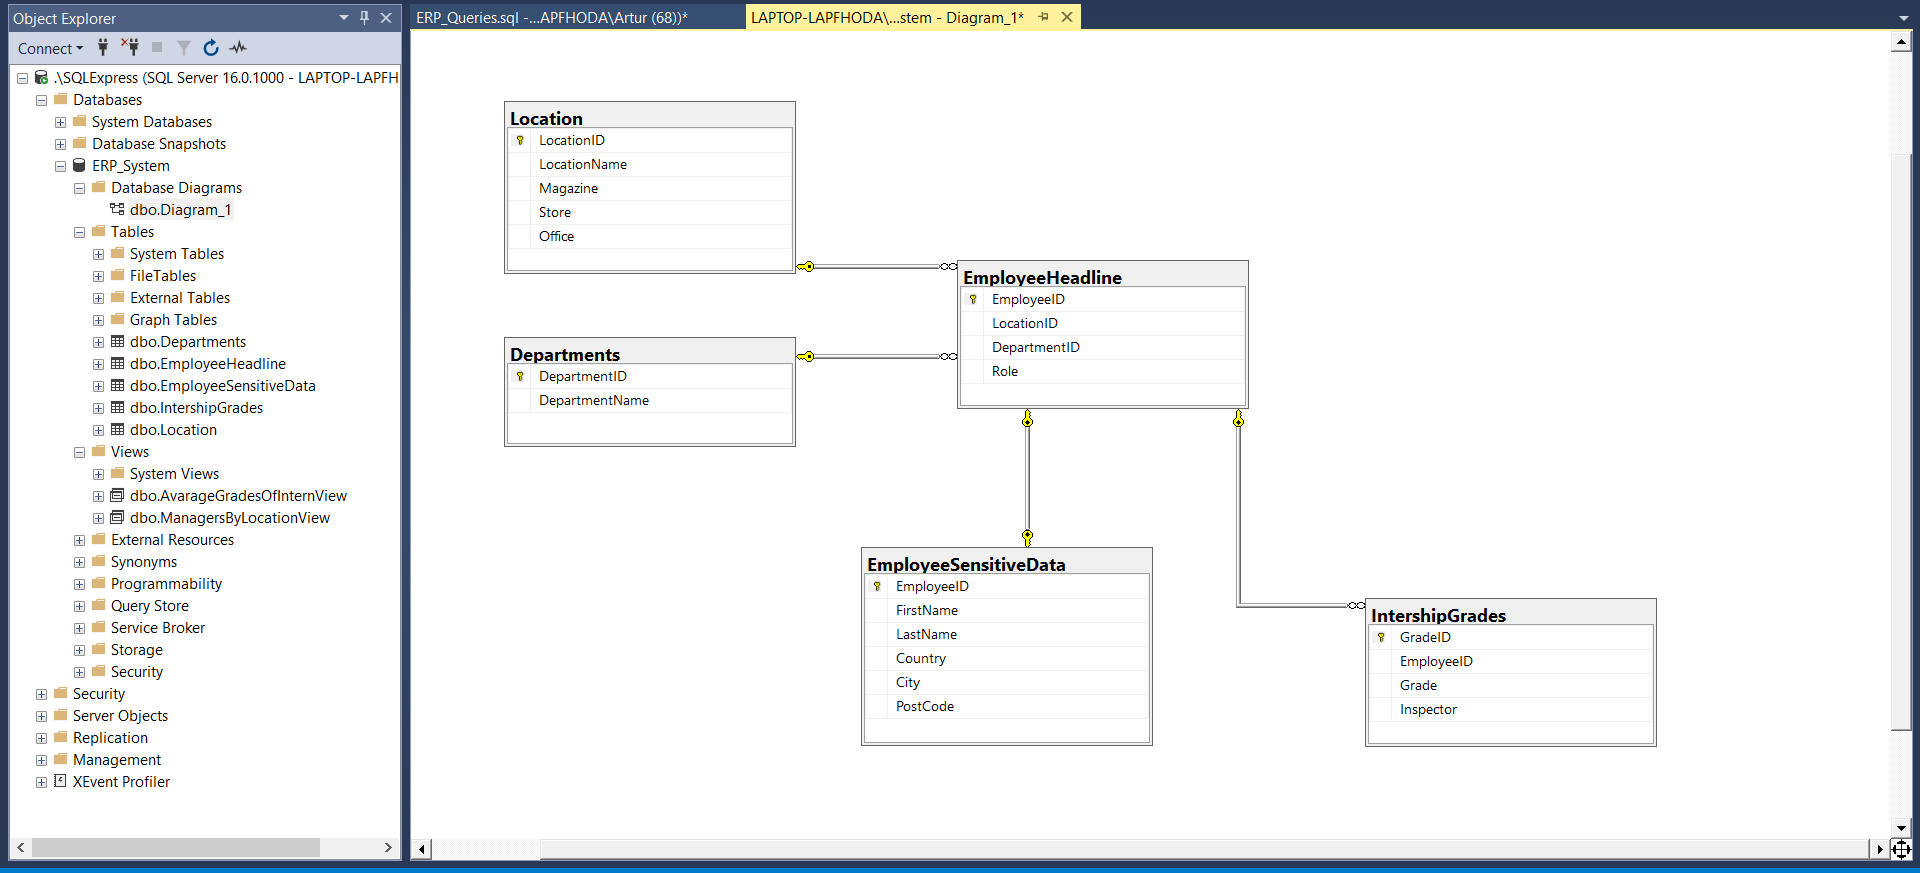 Object Explorer
Connect
.\SQLExpress (SQL Server 16.0.1000 - LAPTOP-LAPFH
Databases
System Databases
Database Snapshots
ERP_System
Database Diagrams
dbo.Diagram_1
Tables
System Tables
FileTables
External Tables
Graph Tables
dbo.Departments
dbo.EmployeeHeadline
dbo.EmployeeSensitiveData
dbo.IntershipGrades
dbo.Location
Views
System Views
dbo.AvarageGradesOfInternView
dbo.ManagersByLocationView
External Resources
Synonyms
Programmability
Query Store
Service Broker
Storage
Security
Security
Server Objects
Replication
Management
XEvent Profiler
ERP_Queries.sql -...APFHODA\Artur (68))*
LAPTOP-LAPFHODA\...stem - Diagram_1*
Location
LocationID
LocationName
Magazine
Store
Office
Departments
DepartmentID
DepartmentName
EmployeeHeadline
EmployeeID
LocationID
DepartmentID
Role
EmployeeSensitiveData
EmployeeID
FirstName
LastName
Country
City
PostCode
IntershipGrades
GradeID
EmployeeID
Grade
Inspector